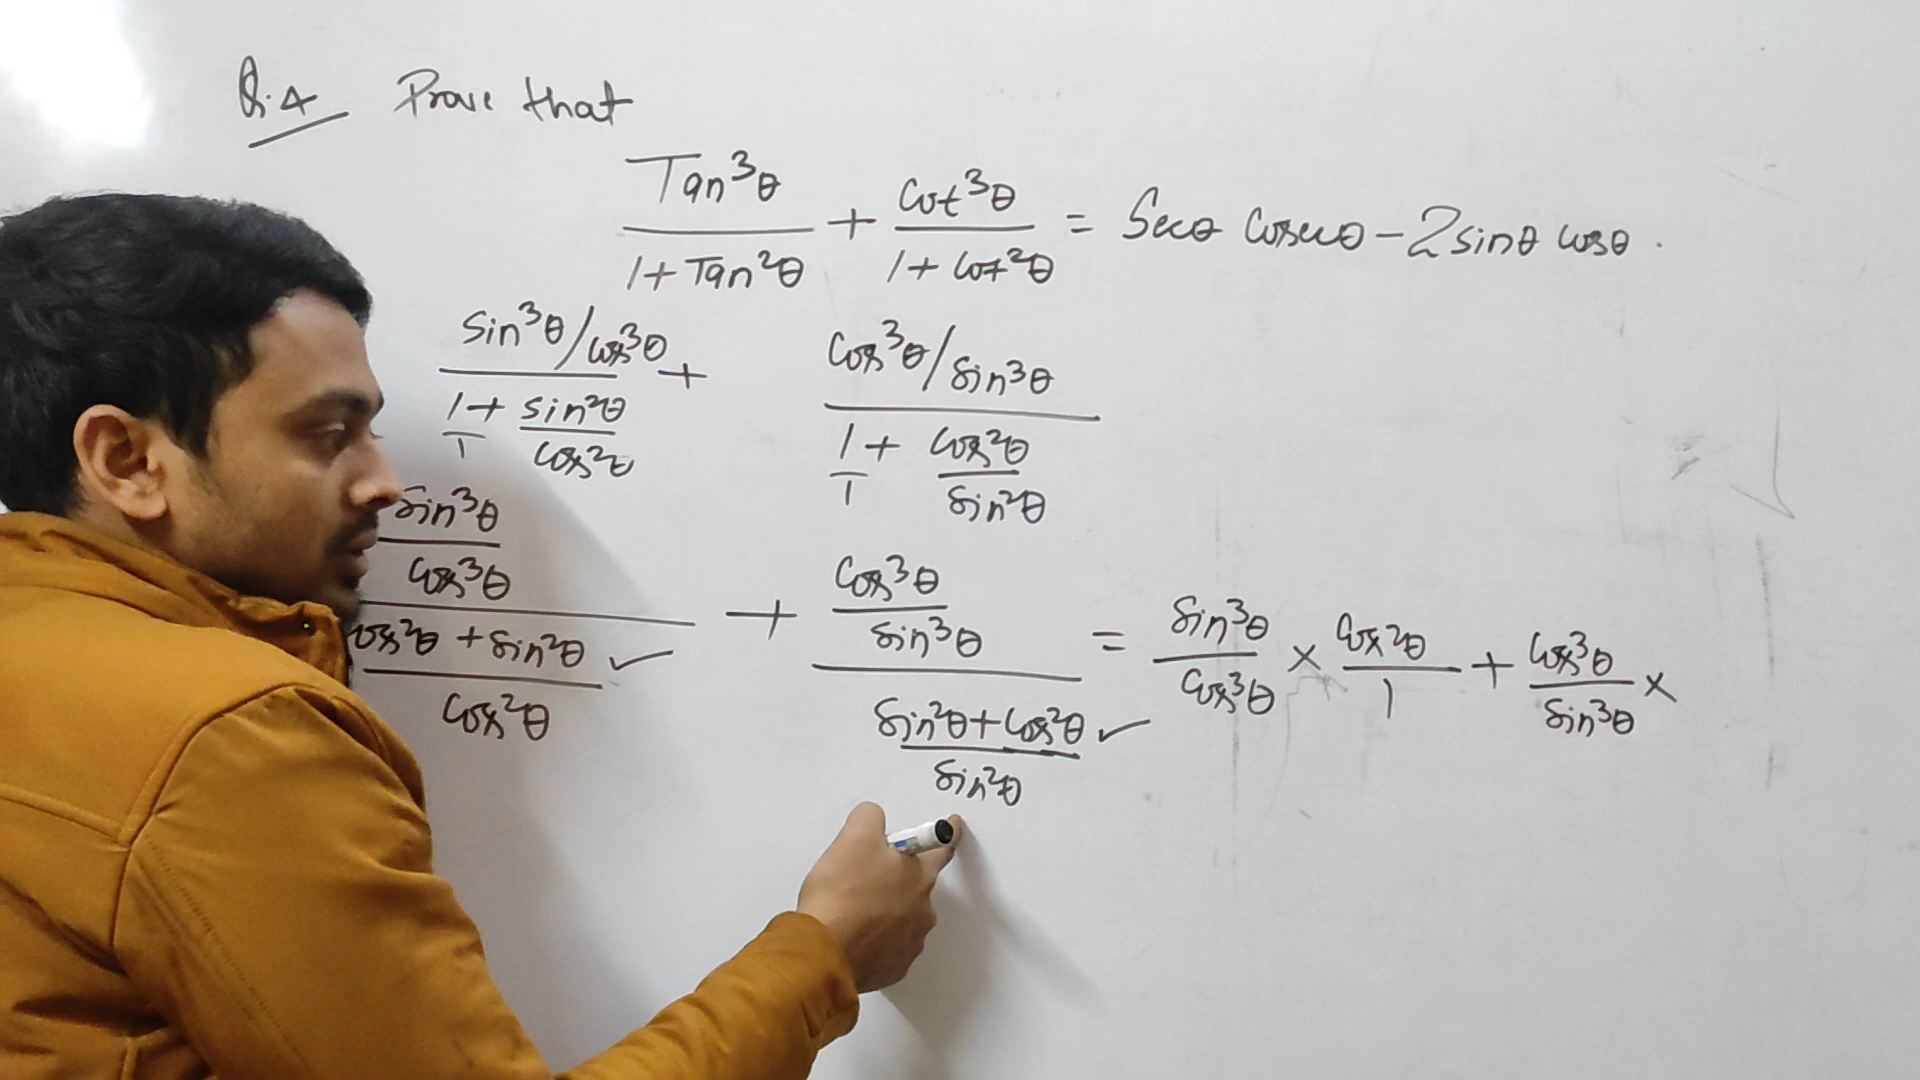 Q.4 Prove that
Tan³θ/1+Tan²θ + Cot³θ/1+Cot²θ = Secθ Cosecθ - 2sinθ cosθ.
sin³θ/cos³θ + cos³θ/sin³θ
1/1 + sin²θ/cos²θ 1/1 + cos²θ/sin²θ
sin³θ/cos³θ + cos³θ/sin³θ = sin³θ/cos³θ × cos²θ/1 + cos³θ/sin³θ ×
cos²θ + sin²θ/cos²θ ✓ sin²θ+cos²θ/sin²θ ✓